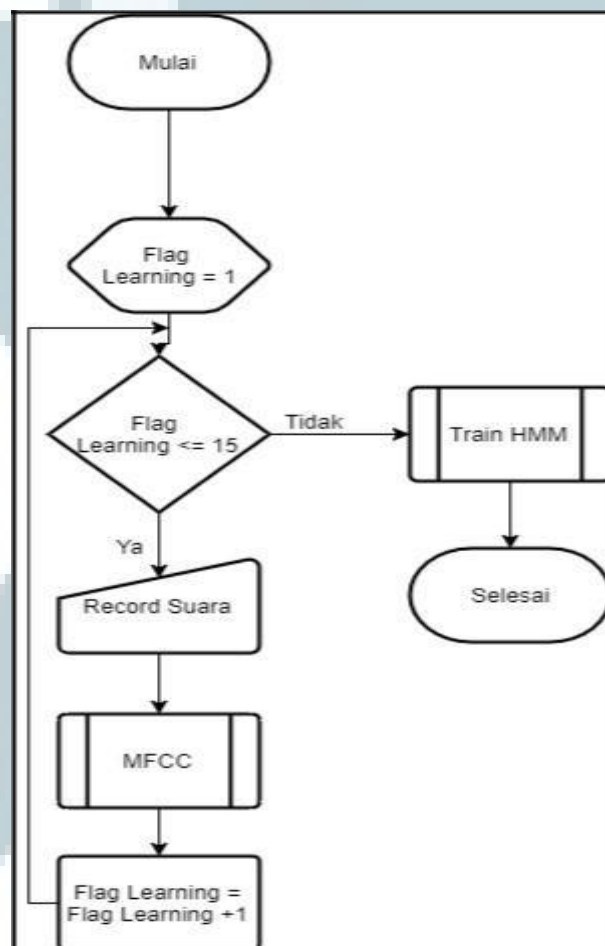 Mulai
Flag
Learning = 1
Flag
Learning <= 15
Tidak
Train HMM
Ya
Record Suara
Selesai
MFCC
Flag Learning =
Flag Learning +1